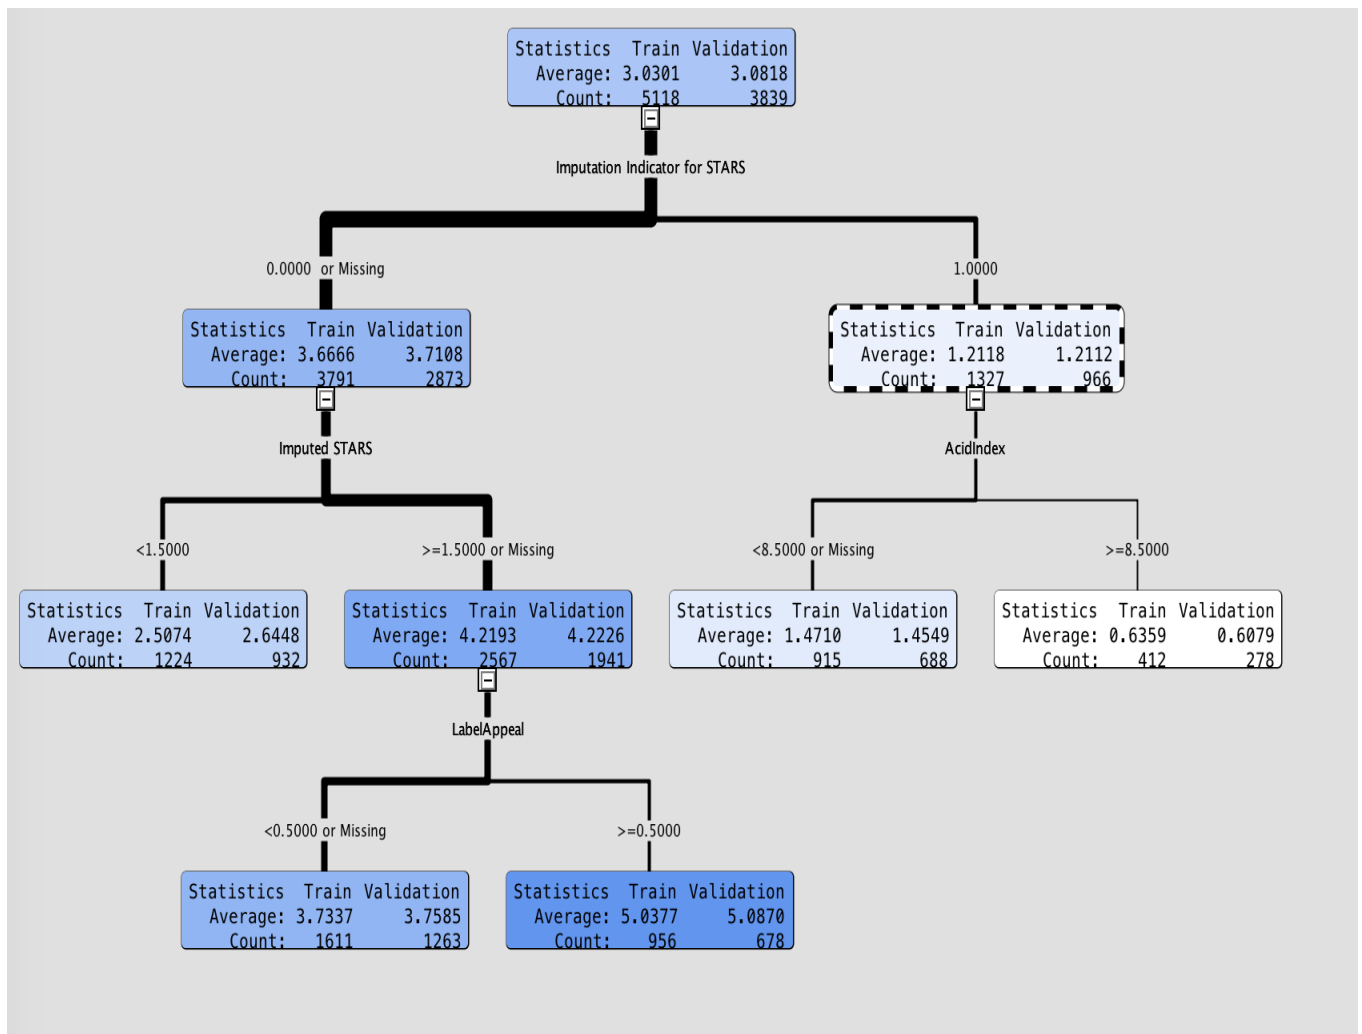 Statistics Train Validation
Average: 3.0301 3.0818
Count: 5118 3839
Imputation Indicator for STARS
0.0000 or Missing
1.0000
Statistics Train Validation
Average: 3.6666 3.7108
Count: 3791 2873
Statistics Train Validation
Average: 1.2118 1.2112
Count: 1327 966
Imputed STARS
AcidIndex
<1.5000
>=1.5000 or Missing
<8.5000 or Missing
>=8.5000
Statistics Train Validation
Average: 2.5074 2.6448
Count: 1224 932
Statistics Train Validation
Average: 4.2193 4.2226
Count: 2567 1941
Statistics Train Validation
Average: 1.4710 1.4549
Count: 915 688
Statistics Train Validation
Average: 0.6359 0.6079
Count: 412 278
LabelAppeal
<0.5000 or Missing
>=0.5000
Statistics Train Validation
Average: 3.7337 3.7585
Count: 1611 1263
Statistics Train Validation
Average: 5.0377 5.0870
Count: 956 678